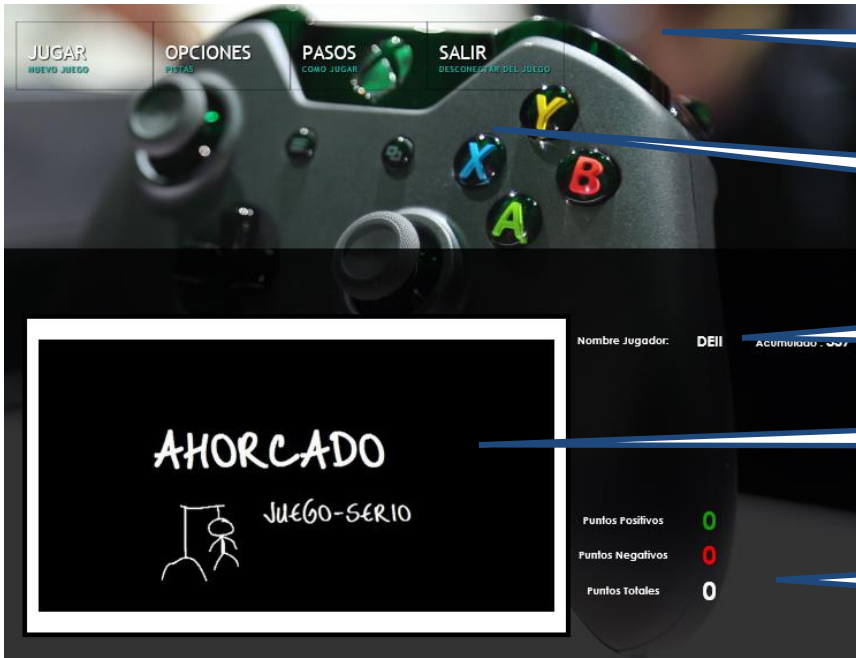 JUGAR
NUEVO JUEGO
OPCIONES
PISTAS
PASOS
COMO JUGAR
SALIR
DESCONECTAR DEL JUEGO
Y
X
B
A
Nombre Jugador: DEII Acumulado :
AHORCADO
JUEGO-SERIO
Puntos Positivos 0
Puntos Negativos 0
Puntos Totales 0